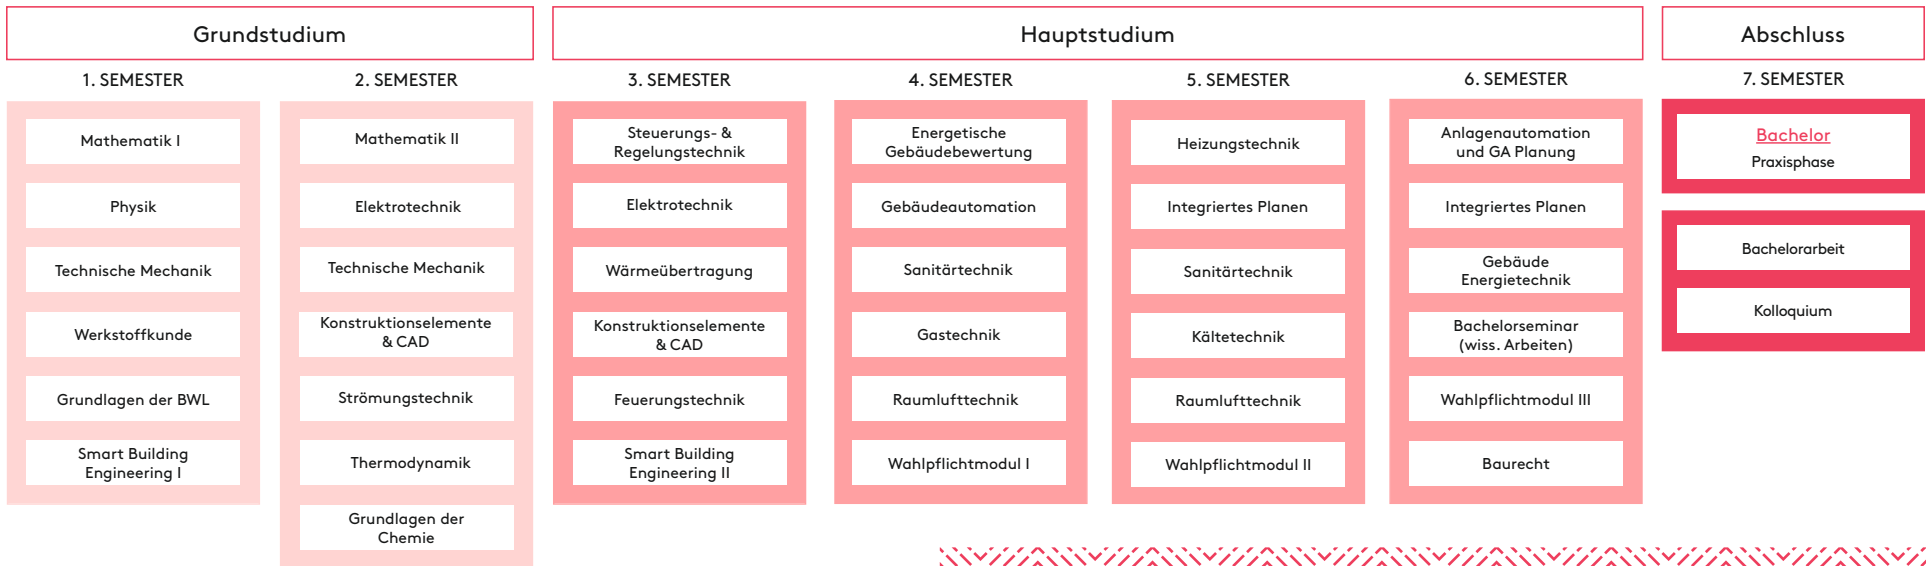 Grundstudium
Hauptstudium
Abschluss
1. SEMESTER
Mathematik I
Physik
Technische Mechanik
Werkstoffkunde
Grundlagen der BWL
Smart Building
Engineering I
2. SEMESTER
Mathematik II
Elektrotechnik
Technische Mechanik
Konstruktionselemente
& CAD
Strömungstechnik
Thermodynamik
Grundlagen der
Chemie
3. SEMESTER
Steuerungs- &
Regelungstechnik
Elektrotechnik
Wärmeübertragung
Konstruktionselemente
& CAD
Feuerungstechnik
Smart Building
Engineering II
4. SEMESTER
Energetische
Gebäudebewertung
Gebäudeautomation
Sanitärtechnik
Gastechnik
Raumlufttechnik
Wahlpflichtmodul I
5. SEMESTER
Heizungstechnik
Integriertes Planen
Sanitärtechnik
Kältetechnik
Raumlufttechnik
Wahlpflichtmodul II
6. SEMESTER
Anlagenautomation
und GA Planung
Integriertes Planen
Gebäude
Energietechnik
Bachelorseminar
(wiss. Arbeiten)
Wahlpflichtmodul III
Baurecht
7. SEMESTER
Bachelor
Praxisphase
Bachelorarbeit
Kolloquium